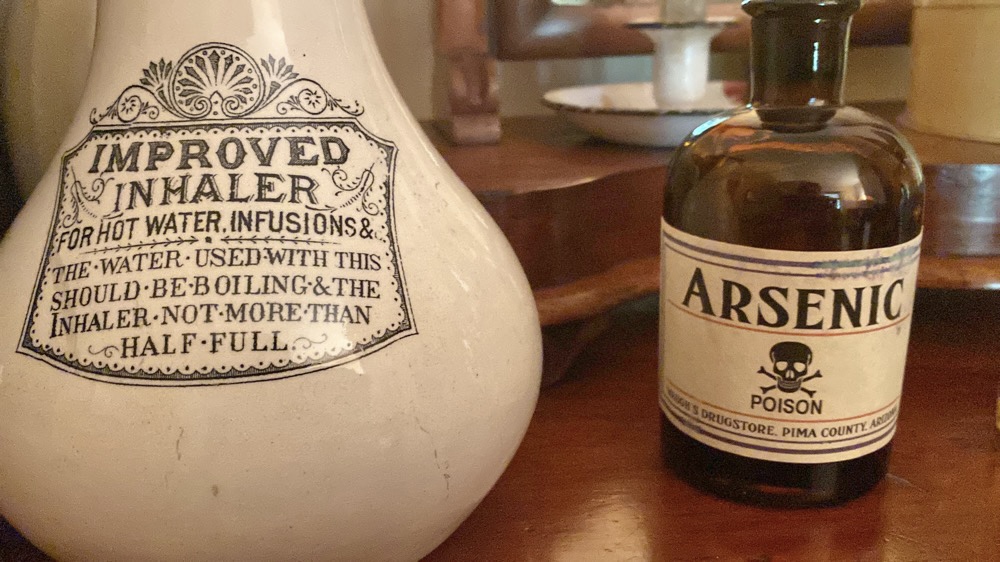 IMPROVED
INHALER
FOR HOT WATER, INFUSIONS &.
THE·WATER·USED·WITH THIS
SHOULD·BE·BOILING·&·THE
INHALER·NOT·MORE·THAN
HALF·FULL.
ARSENIC
POISON
DRUGSTORE, PIMA COUNTY, ARIZONA